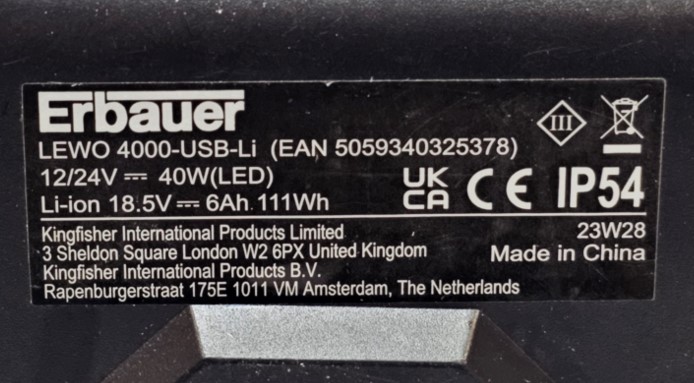 Erbauer
LEWO 4000-USB-Li (EAN 5059340325378)
12/24V ⎓ 40W(LED)
Li-ion 18.5V ⎓ 6Ah 111Wh
III
UK
CA CE IP54
Kingfisher International Products Limited
3 Sheldon Square London W2 6PX United Kingdom
Kingfisher International Products B.V.
Rapenburgerstraat 175E 1011 VM Amsterdam, The Netherlands
23W28
Made in China